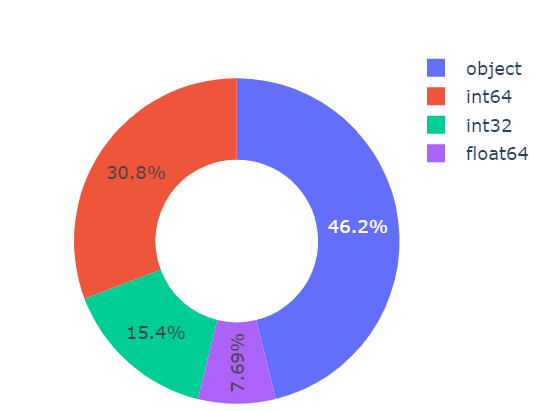 object
int64
int32
float64
30.8%
46.2%
15.4%
7.69%